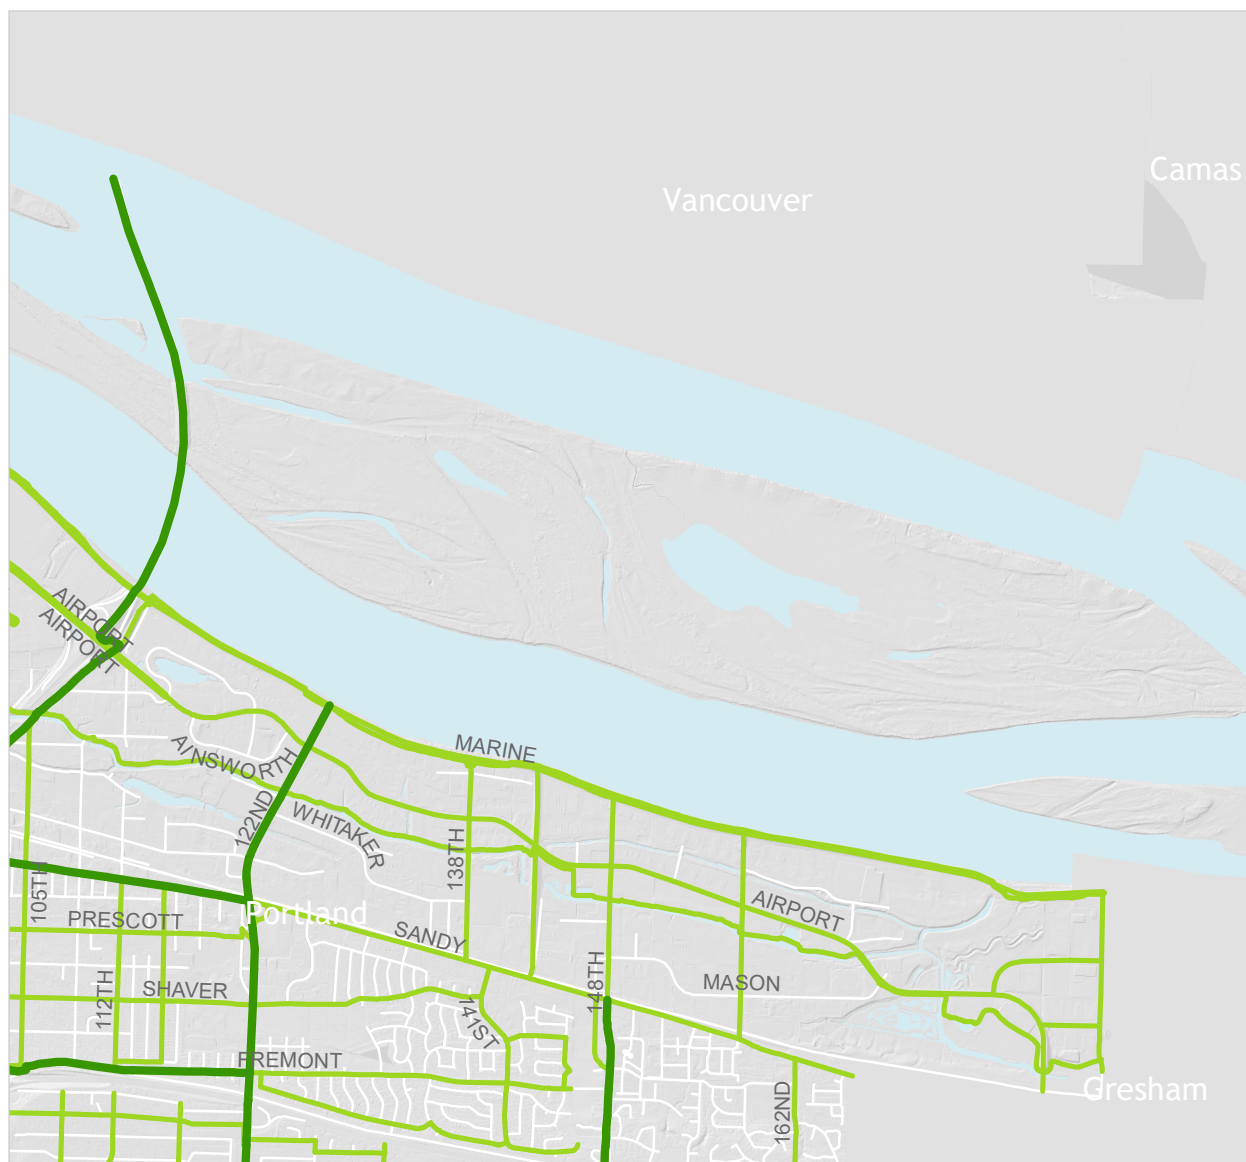 Camas
Vancouver
AIRPORT
AIRPORT
MARINE
AINSWORTH
122ND
WHITAKER
138TH
105TH
AIRPORT
Portland
PRESCOTT
SANDY
148TH
MASON
SHAVER
112TH
141ST
FREMONT
Gresham
162ND